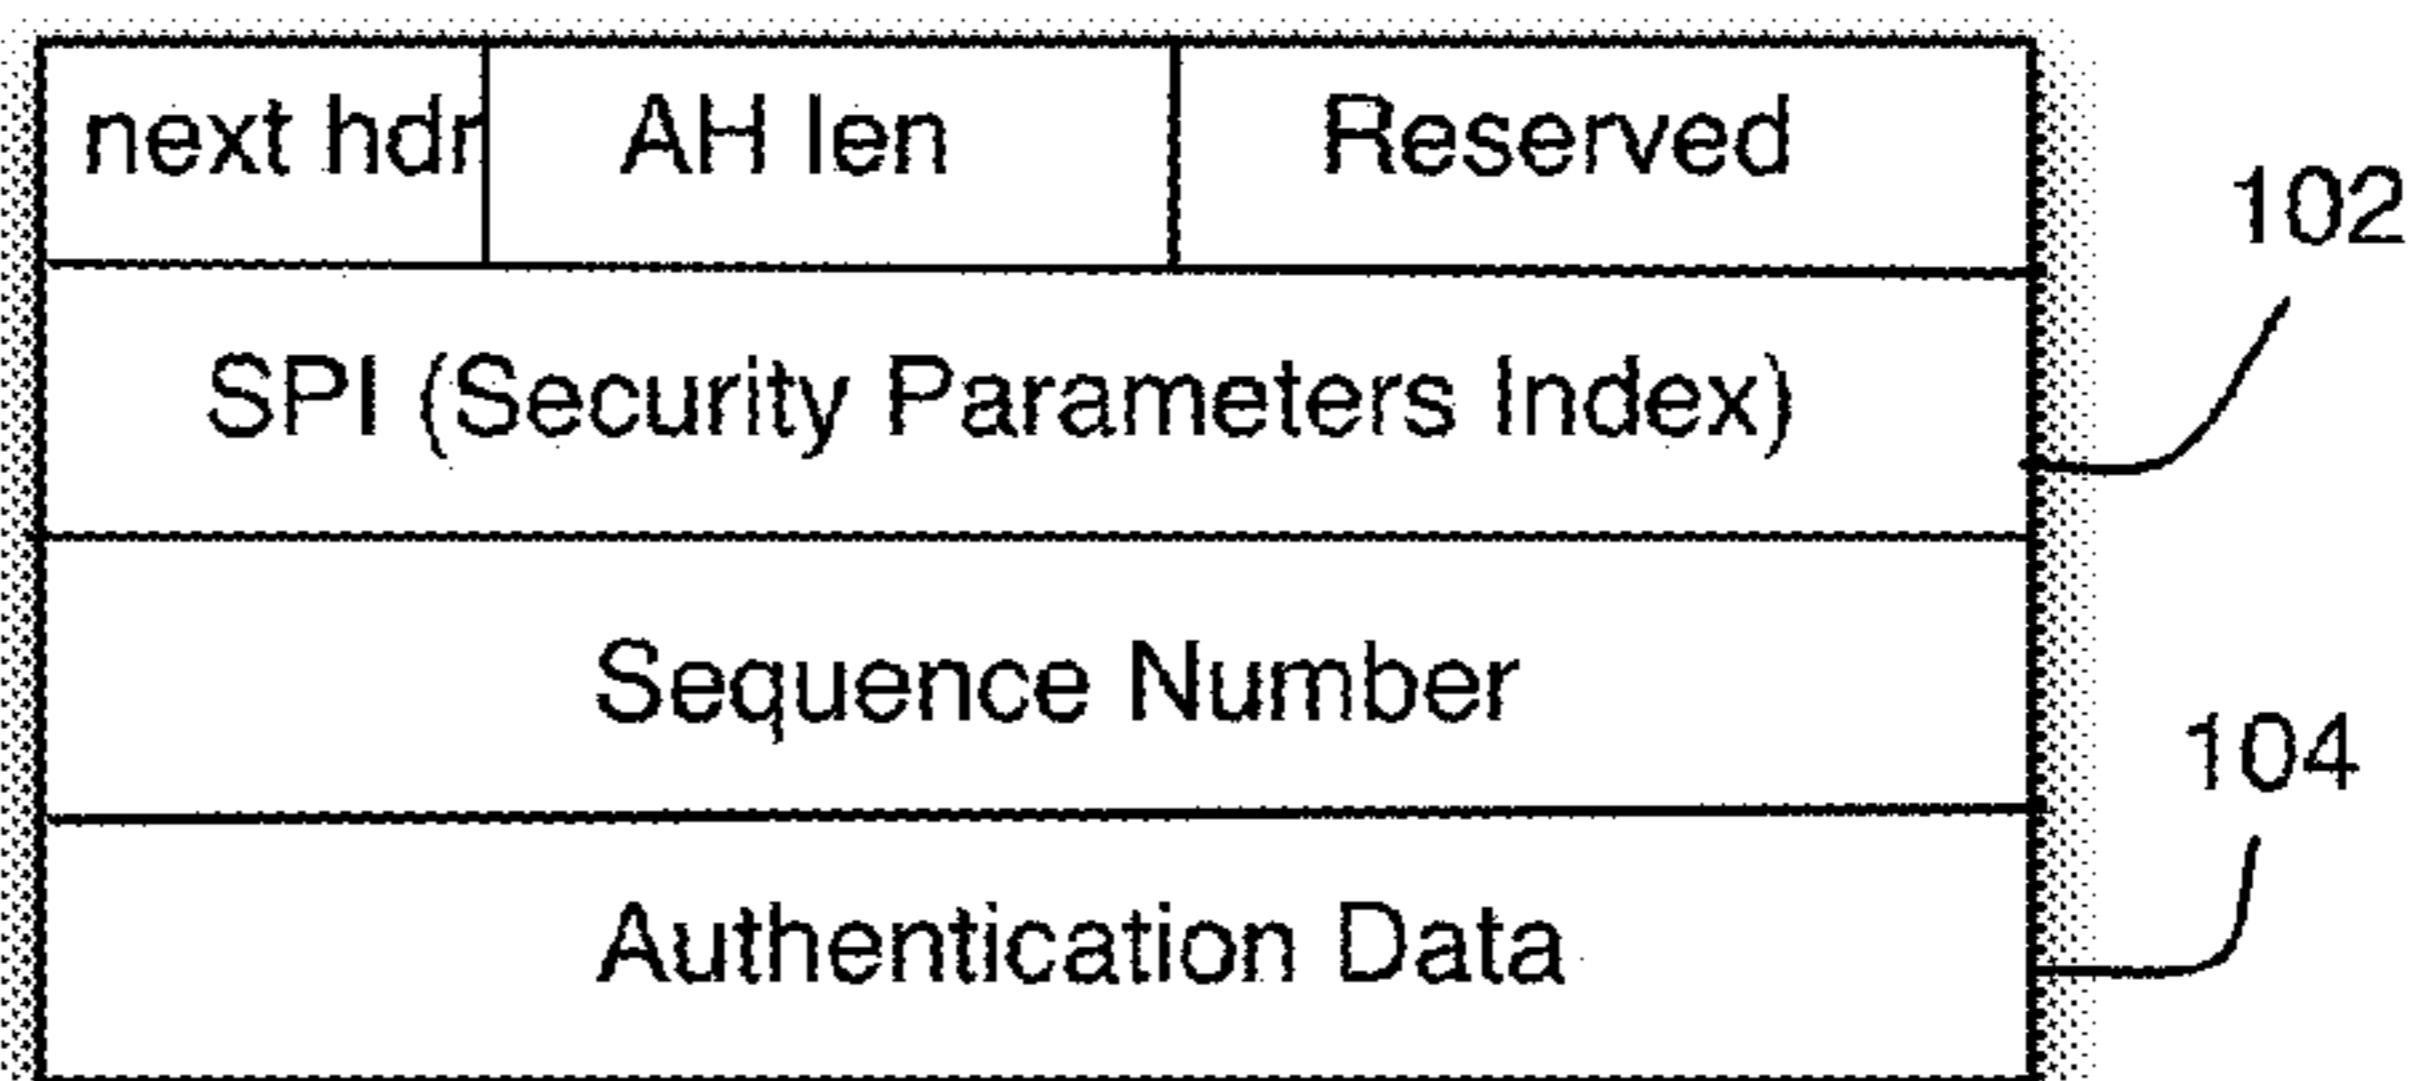 next hdr AH len Reserved
102
SPI (Security Parameters Index)
Sequence Number
104
Authentication Data